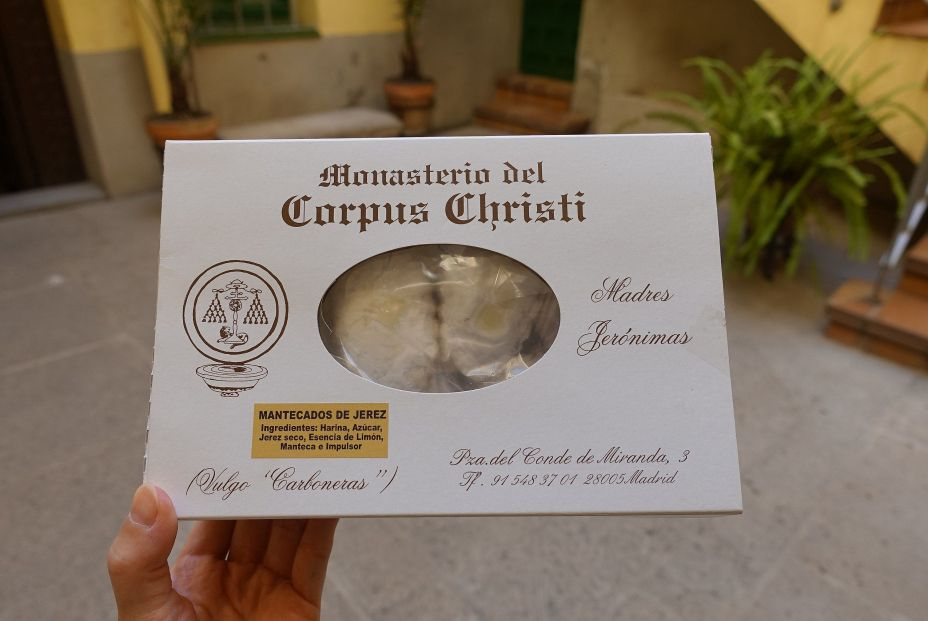 Monasterio del
Corpus Christi
Madres
Jerónimas
MANTECADOS DE JEREZ
Ingredientes: Harina, Azúcar,
Jerez seco, Esencia de Limón,
Manteca e Impulsor
(Vulgo "Carboneras")
Pza.del Conde de Miranda, 3
Tf. 91 548 37 01 28005 Madrid